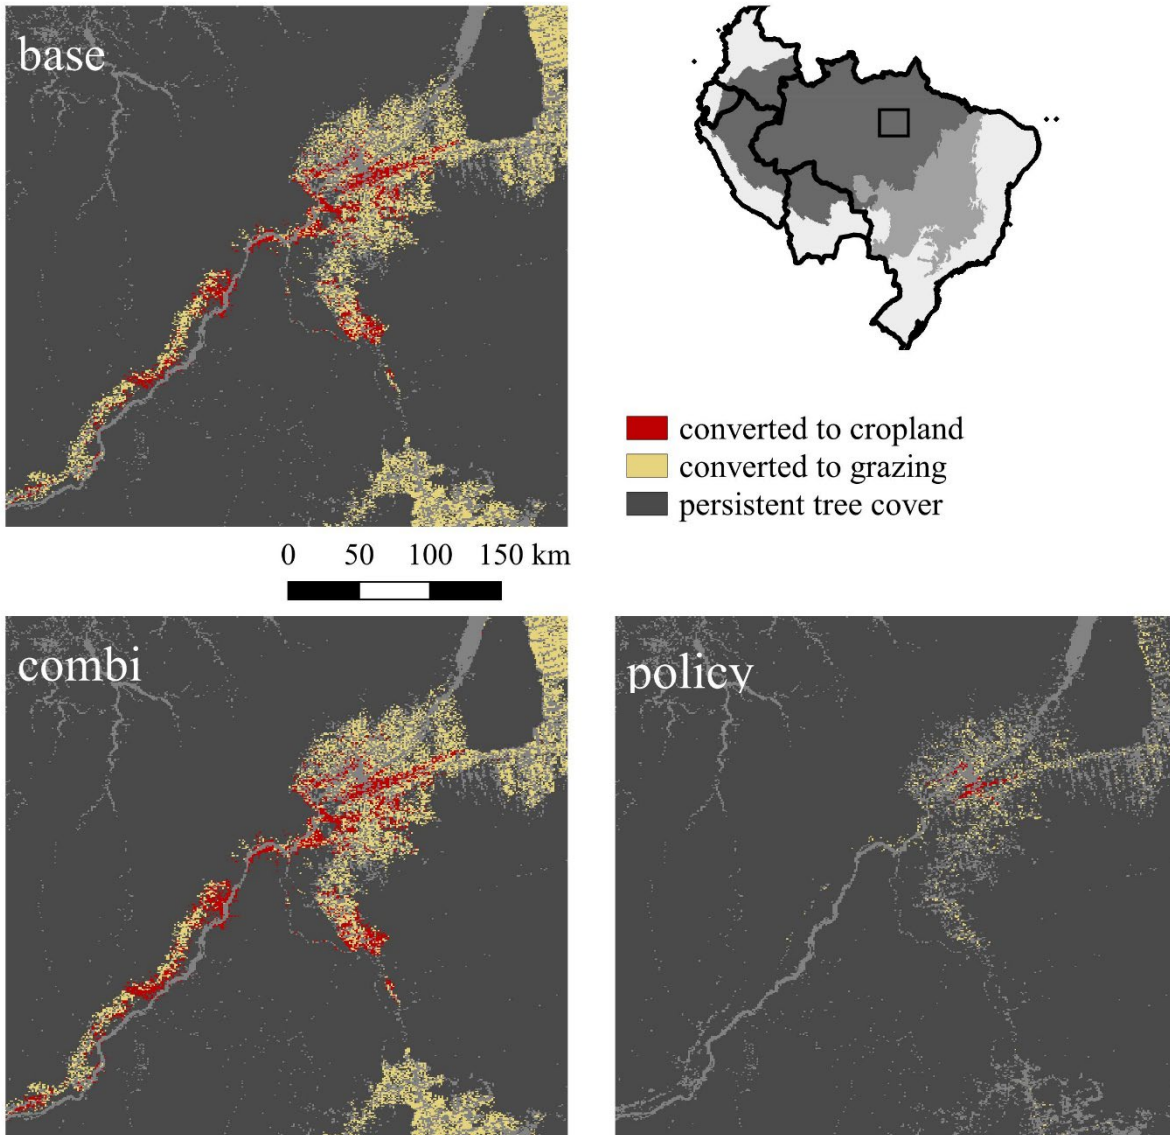 base
converted to cropland
converted to grazing
persistent tree cover
0 50 100 150 km
combi
policy